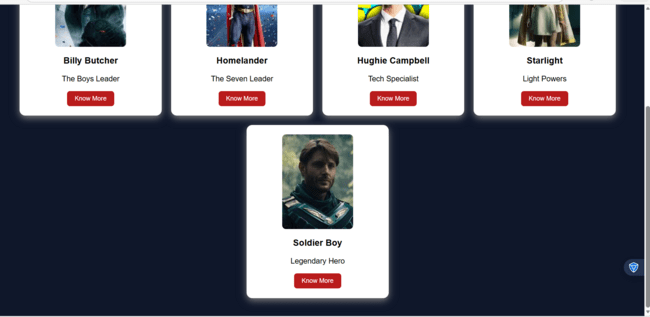 Billy Butcher
The Boys Leader
Know More
Homelander
The Seven Leader
Know More
Hughie Campbell
Tech Specialist
Know More
Starlight
Light Powers
Know More
Soldier Boy
Legendary Hero
Know More